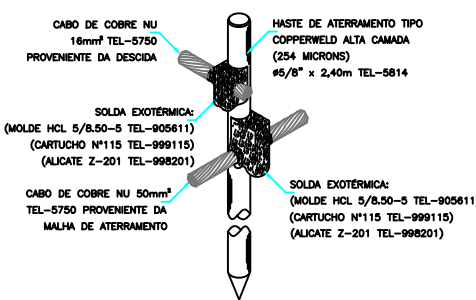 CABO DE COBRE NU
16mm² TEL-5750
PROVENIENTE DA DESCIDA
HASTE DE ATERRAMENTO TIPO
COPPERWELD ALTA CAMADA
(254 MICRONS)
ø5/8" x 2,40m TEL-5814
SOLDA EXOTÉRMICA:
(MOLDE HCL 5/8.50-5 TEL-905611)
(CARTUCHO N°115 TEL-999115)
(ALICATE Z-201 TEL-998201)
CABO DE COBRE NU 50mm²
TEL-5750 PROVENIENTE DA
MALHA DE ATERRAMENTO
SOLDA EXOTÉRMICA:
(MOLDE HCL 5/8.50-5 TEL-905611
(CARTUCHO N°115 TEL-999115)
(ALICATE Z-201 TEL-998201)